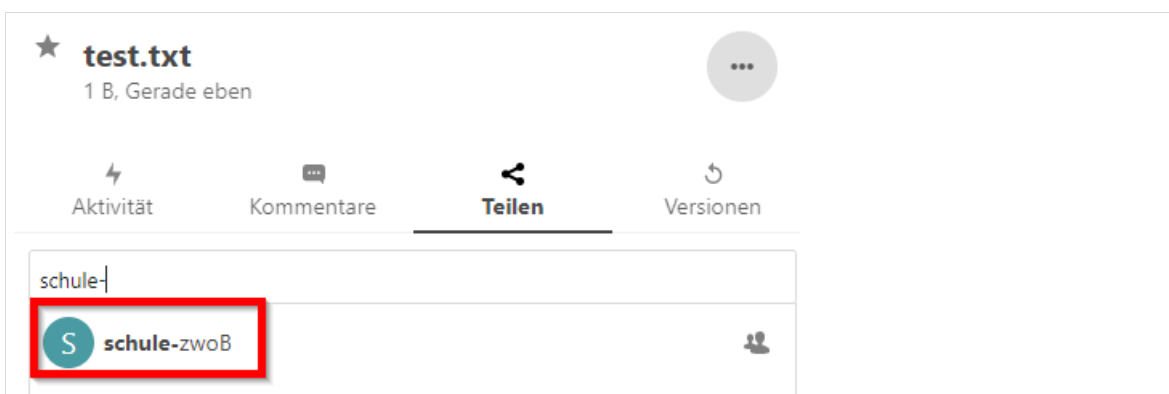 test.txt
1 B, Gerade eben
Aktivität Kommentare Teilen Versionen
schule-
S schule-zwoB